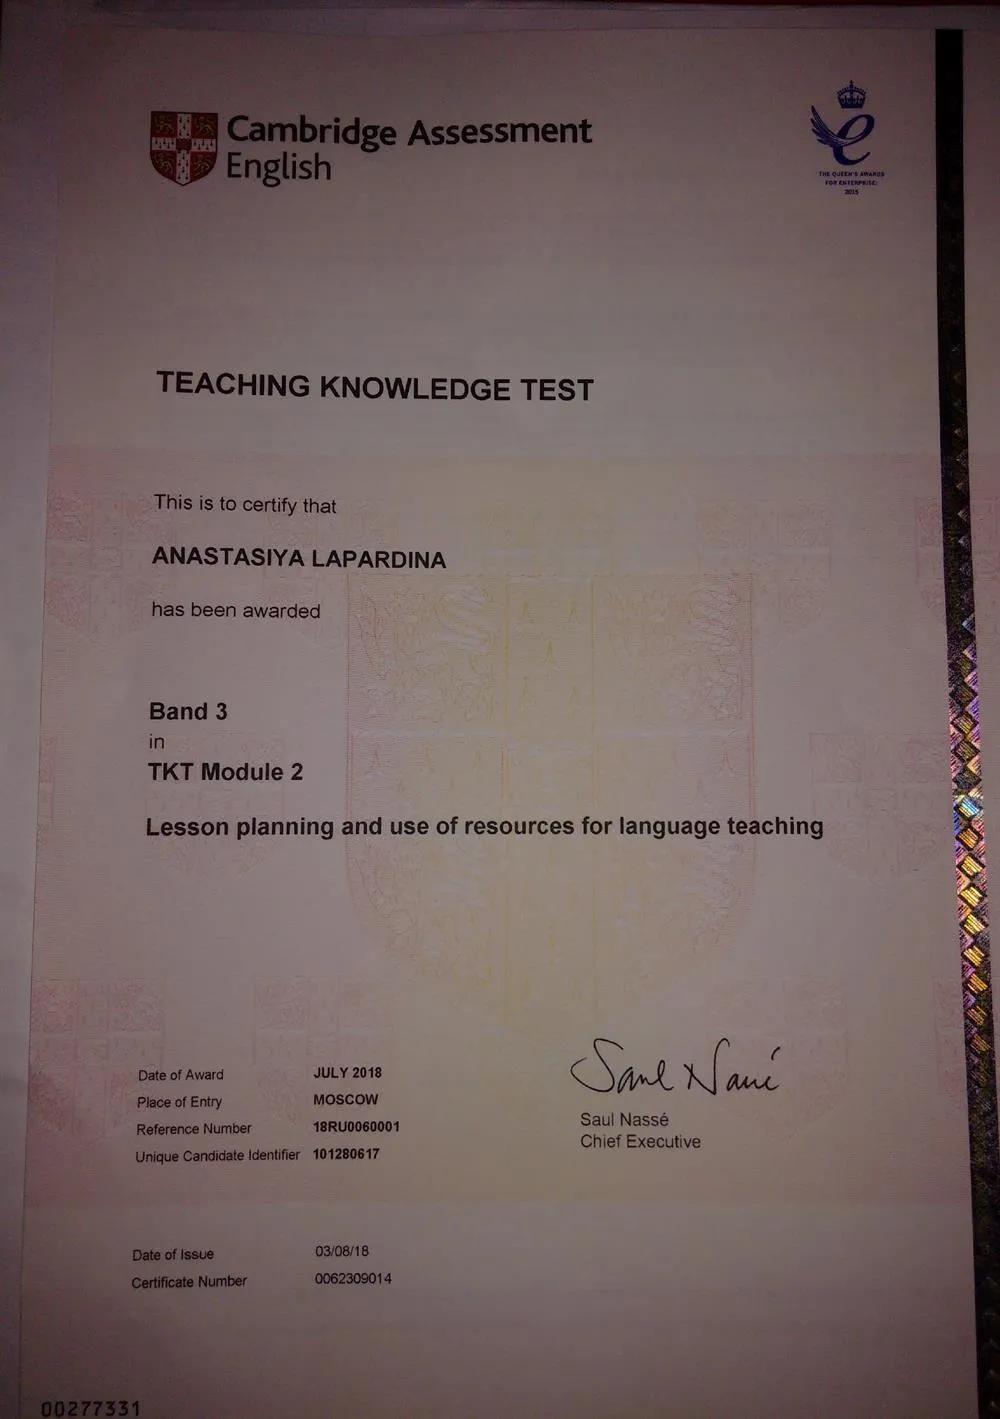 Cambridge Assessment
English
THE QUEEN'S AWARDS
FOR ENTERPRISE:
2015
TEACHING KNOWLEDGE TEST
This is to certify that
ANASTASIYA LAPARDINA
has been awarded
Band 3
in
TKT Module 2
Lesson planning and use of resources for language teaching
Date of Award JULY 2018
Place of Entry MOSCOW
Reference Number 18RU0060001
Unique Candidate Identifier 101280617
Saul Nassé
Saul Nassé
Chief Executive
Date of Issue 03/08/18
Certificate Number 0062309014
00277331